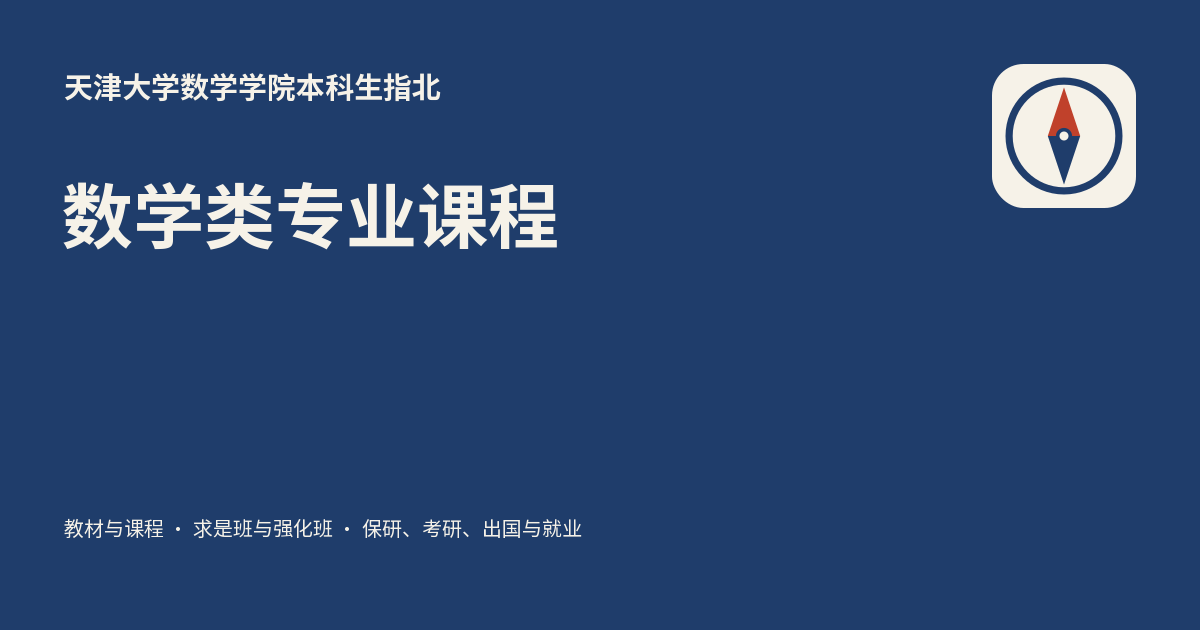 天津大学数学学院本科生指北
数学类专业课程
教材与课程 · 求是班与强化班 · 保研、考研、出国与就业